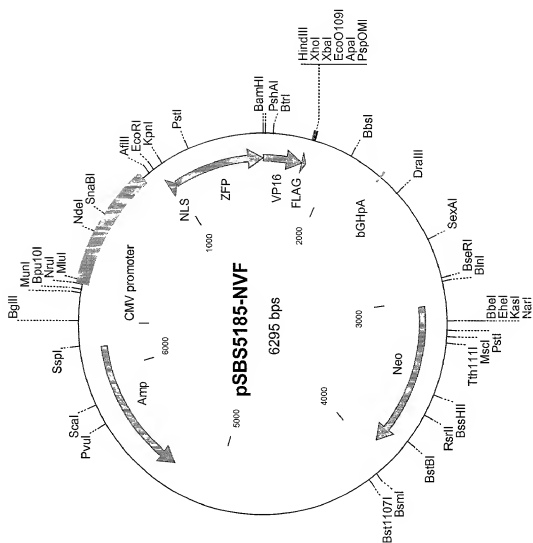 HindIII
XhoI
XbaI
EcoO109I
ApaI
PspOMI
BamHI
PshAI
BtrI
BbsI
DraIII
SexAI
BseRI
BlnI
BbeI
EheI
KasI
NarI
PstI
MscI
Tth111I
BssHII
RsrII
BstBI
BsmI
Bst1107I
PvuI
ScaI
SspI
BglII
MunI
Bpu10I
NruI
MluI
NdeI
SnaBI
AflII
EcoRI
KpnI
PstI
NLS
ZFP
VP16
FLAG
bGHpA
Neo
Amp
CMV promoter
1000
2000
3000
4000
5000
6000
pSBS5185-NVF
6295 bps